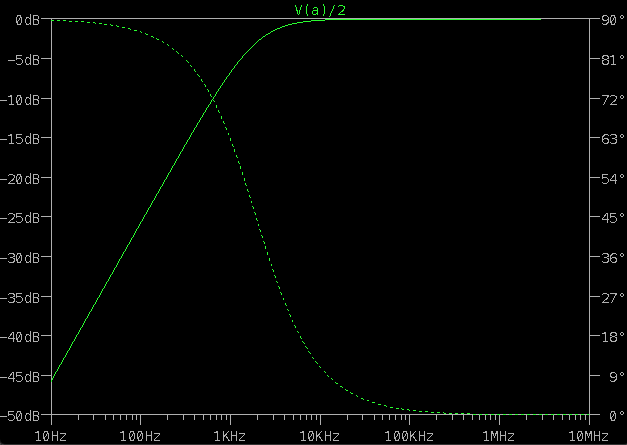 V(a)/2
0dB 90°
-5dB 81°
-10dB 72°
-15dB 63°
-20dB 54°
-25dB 45°
-30dB 36°
-35dB 27°
-40dB 18°
-45dB 9°
-50dB 0°
10Hz 100Hz 1KHz 10KHz 100KHz 1MHz 10MHz